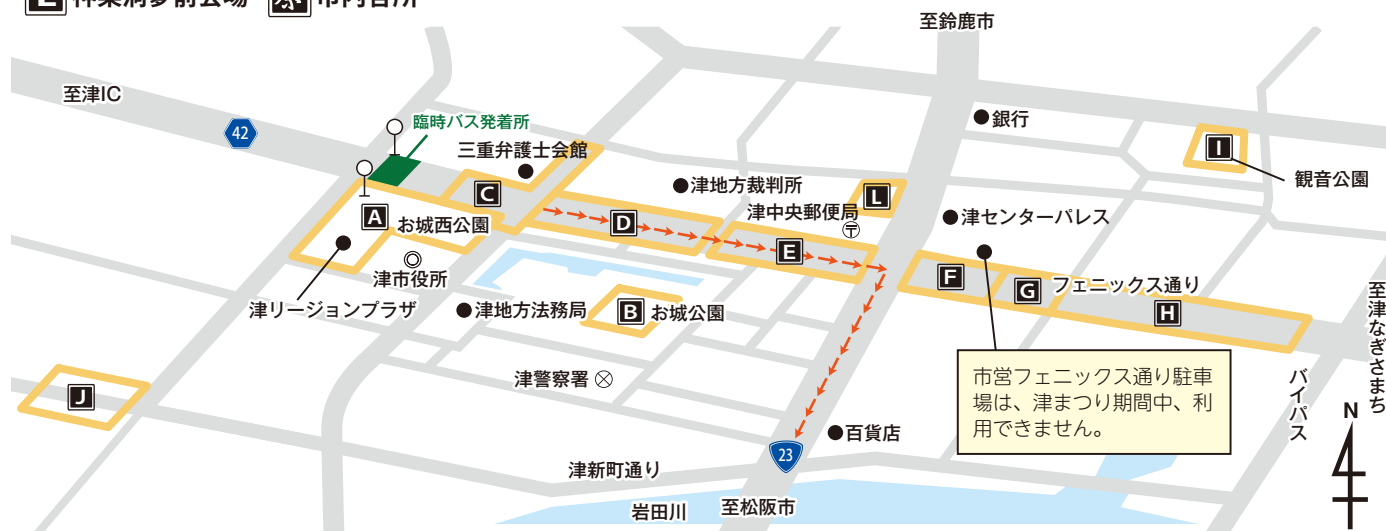 L
市内各所
至鈴鹿市
至津IC
42
臨時バス発着所
三重弁護士会館
銀行
I
観音公園
C
津地方裁判所
L
A
お城西公園
D
津中央郵便局
〒
津センターパレス
E
津市役所
F
G
フェニックス通り
H
津リージョンプラザ
津地方法務局
B
お城公園
至津なぎさまち
津警察署
市営フェニックス通り駐車
場は、津まつり期間中、利
用できません。
バイパス
J
N
百貨店
23
津新町通り
岩田川
至松阪市